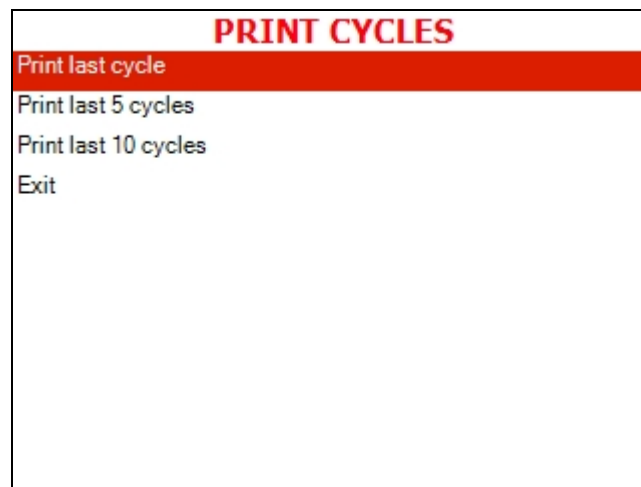 PRINT CYCLES
Print last cycle
Print last 5 cycles
Print last 10 cycles
Exit